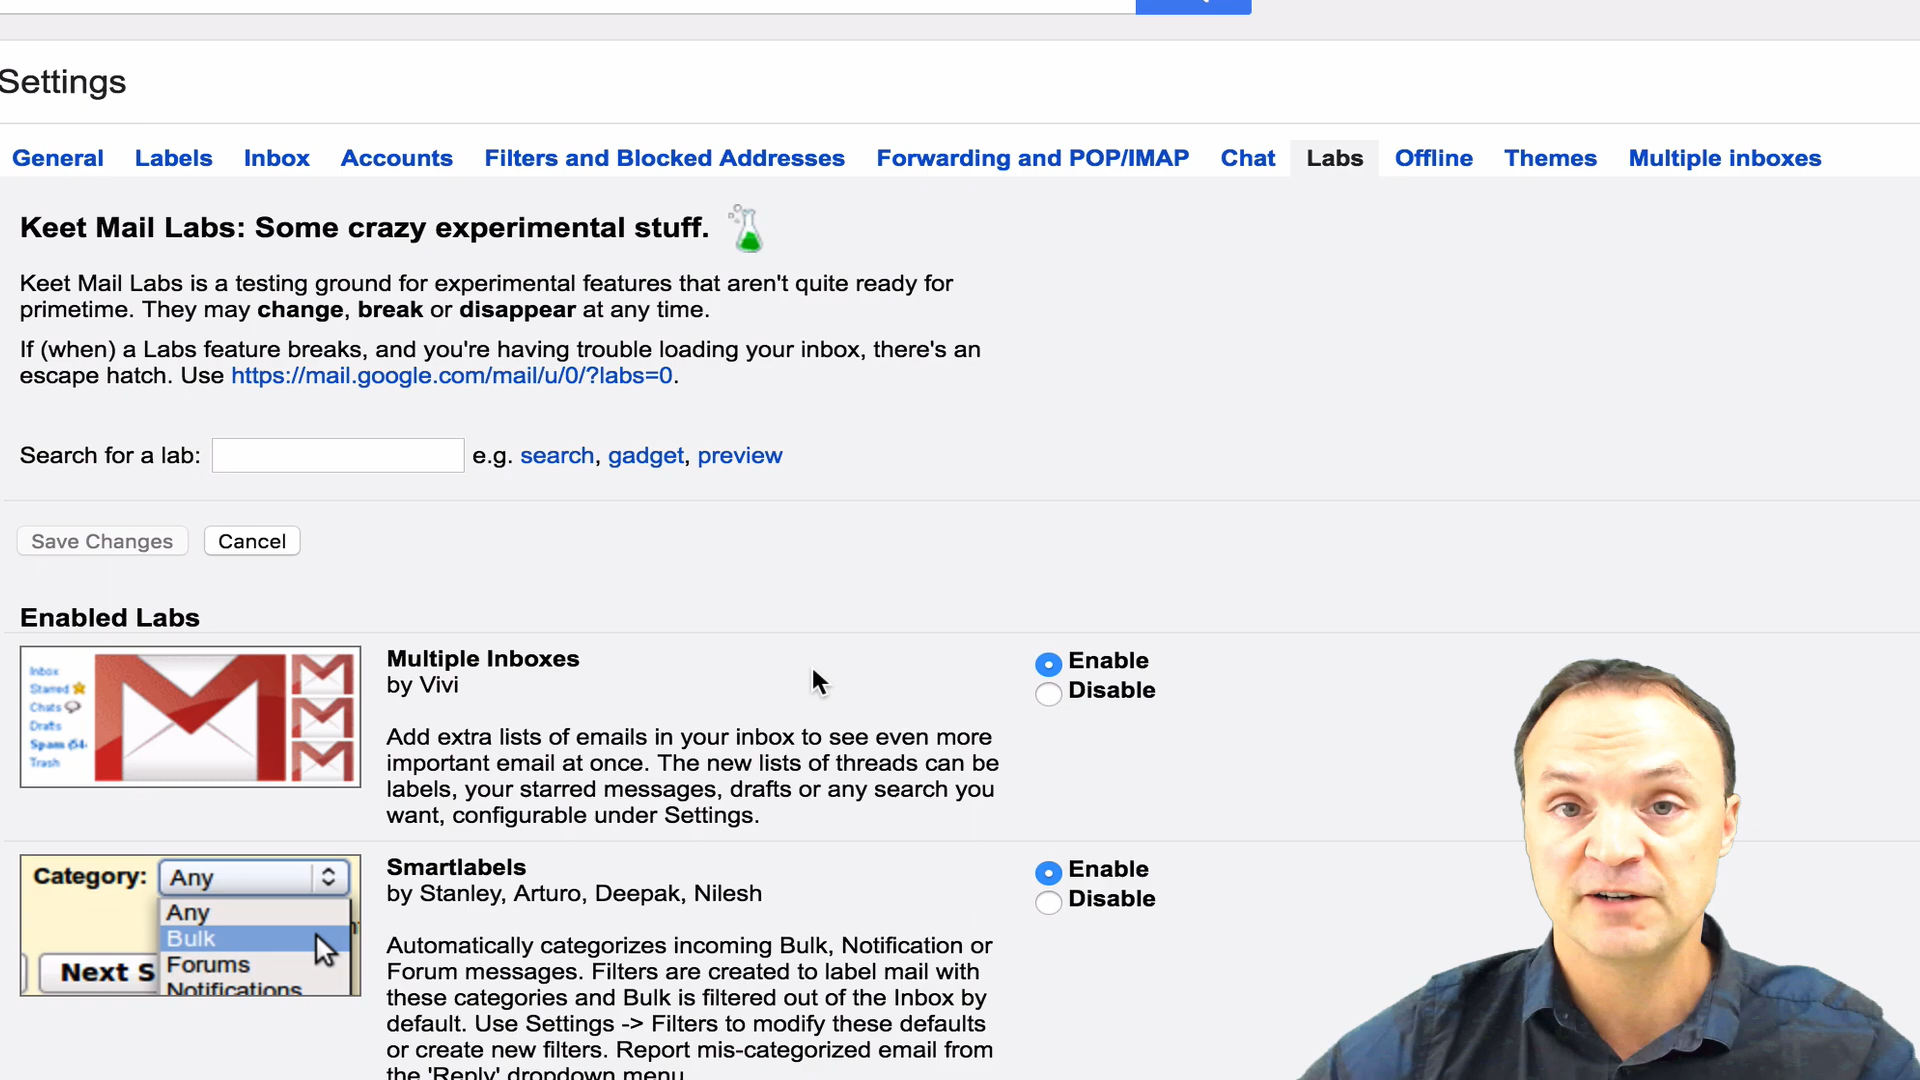 Settings
General Labels Inbox Accounts Filters and Blocked Addresses Forwarding and POP/IMAP Chat Labs Offline Themes Multiple inboxes
Keet Mail Labs: Some crazy experimental stuff.
Keet Mail Labs is a testing ground for experimental features that aren't quite ready for
primetime. They may change, break or disappear at any time.
If (when) a Labs feature breaks, and you're having trouble loading your inbox, there's an
escape hatch. Use https://mail.google.com/mail/u/0/?labs=0.
Search for a lab: e.g. search, gadget, preview
Save Changes Cancel
Enabled Labs
Inbox
Starred
Chats
Drafts
Spam (54
Trash
Multiple Inboxes
by Vivi
Add extra lists of emails in your inbox to see even more
important email at once. The new lists of threads can be
labels, your starred messages, drafts or any search you
want, configurable under Settings.
Enable
Disable
Category: Any
Any
Bulk
Forums
Notifications
Next S
Smartlabels
by Stanley, Arturo, Deepak, Nilesh
Automatically categorizes incoming Bulk, Notification or
Forum messages. Filters are created to label mail with
these categories and Bulk is filtered out of the Inbox by
default. Use Settings -> Filters to modify these defaults
or create new filters. Report mis-categorized email from
the 'Reply' dropdown menu.
Enable
Disable